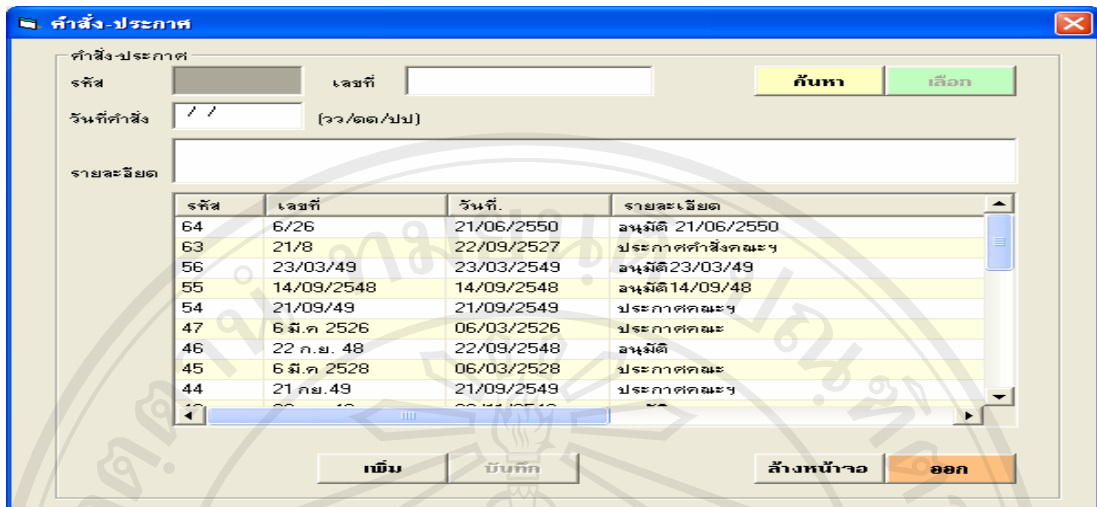 คำสั่ง-ประกาศ
คำสั่ง-ประกาศ
รหัส เลขที่ ค้นหา เลือก
วันที่คำสั่ง / / (วว/ดด/ปป)
รายละอียด
รหัส เลขที่ วันที่. รายละเอียด
64 6/26 21/06/2550 อนุมัติ 21/06/2550
63 21/8 22/09/2527 ประกาศคำสั่งคณะฯ
56 23/03/49 23/03/2549 อนุมัติ23/03/49
55 14/09/2548 14/09/2548 อนุมัติ14/09/48
54 21/09/49 21/09/2549 ประกาศคณะฯ
47 6 มี.ค 2526 06/03/2526 ประกาศคณะ
46 22 ก.ย. 48 22/09/2548 อนุมัติ
45 6 มี.ค 2528 06/03/2528 ประกาศคณะ
44 21 กย.49 21/09/2549 ประกาศคณะฯ
เพิ่ม บันทึก ล้างหน้าจอ ออก